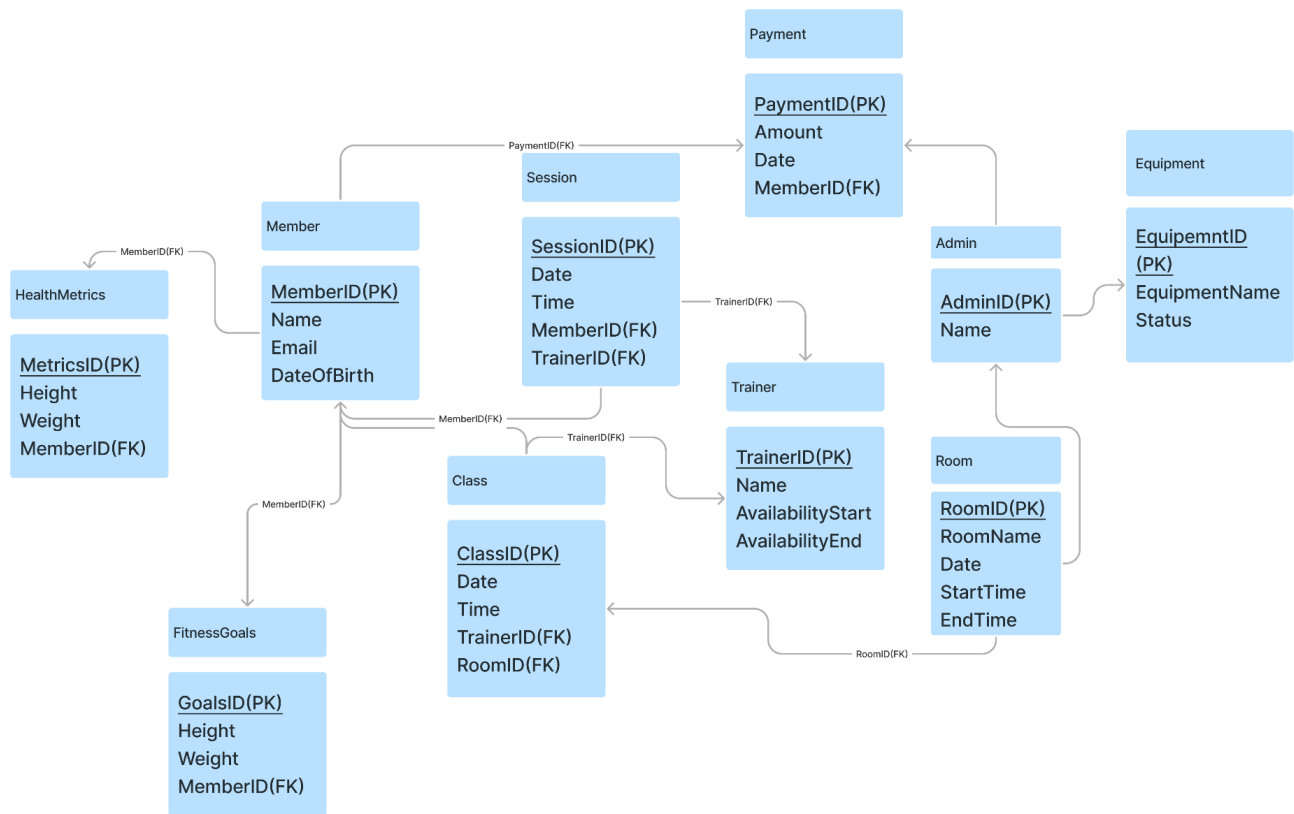 Payment
PaymentID(PK)
Amount
Date
MemberID(FK)
PaymentID(FK)
Session
SessionID(PK)
Date
Time
MemberID(FK)
TrainerID(FK)
Equipment
EquipemntID
(PK)
EquipmentName
Status
Member
MemberID(PK)
Name
Email
DateOfBirth
Admin
AdminID(PK)
Name
MemberID(FK)
HealthMetrics
MetricsID(PK)
Height
Weight
MemberID(FK)
TrainerID(FK)
Trainer
TrainerID(PK)
Name
AvailabilityStart
AvailabilityEnd
MemberID(FK)
TrainerID(FK)
Class
ClassID(PK)
Date
Time
TrainerID(FK)
RoomID(FK)
Room
RoomID(PK)
RoomName
Date
StartTime
EndTime
MemberID(FK)
RoomID(FK)
FitnessGoals
GoalsID(PK)
Height
Weight
MemberID(FK)